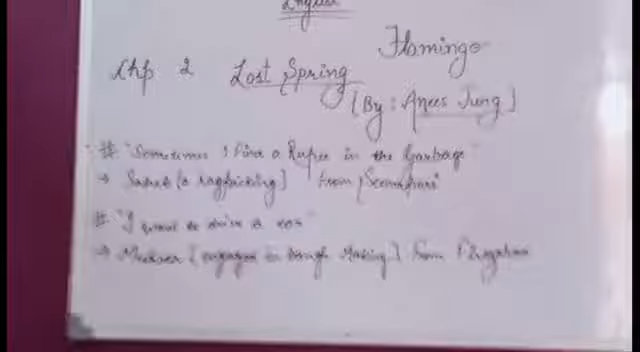 English
Flamingo
Chp 2 Lost Spring
[By: Anees Jung]
# "Sometimes I Find a Rupee in the Garbage"
→ Saheb (a ragpicking] from Seemapuri
# "I want to drive a car"
→ Mukesh [engaged in bangle Making] from Firozabad